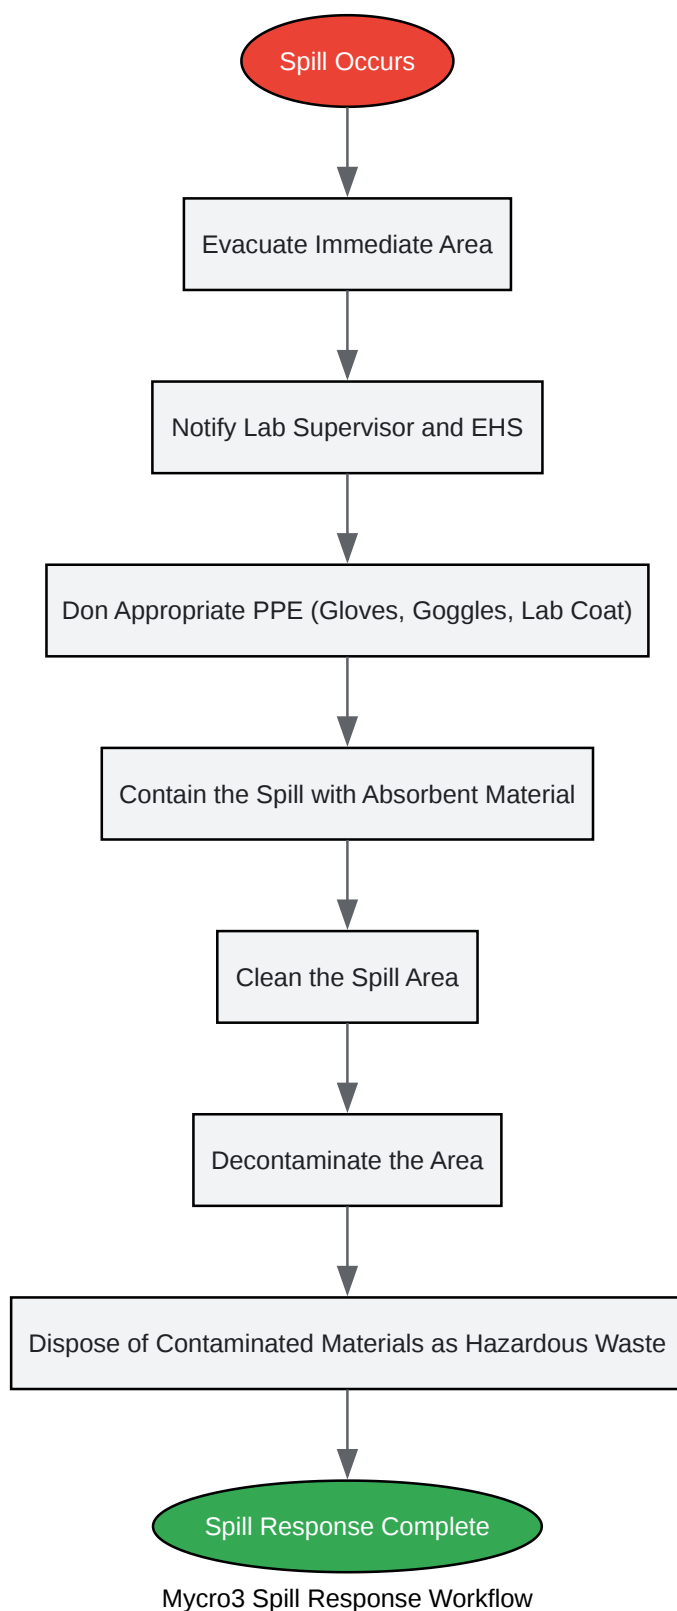 Spill Occurs
Evacuate Immediate Area
Notify Lab Supervisor and EHS
Don Appropriate PPE (Gloves, Goggles, Lab Coat)
Contain the Spill with Absorbent Material
Clean the Spill Area
Decontaminate the Area
Dispose of Contaminated Materials as Hazardous Waste
Spill Response Complete
Mycro3 Spill Response Workflow